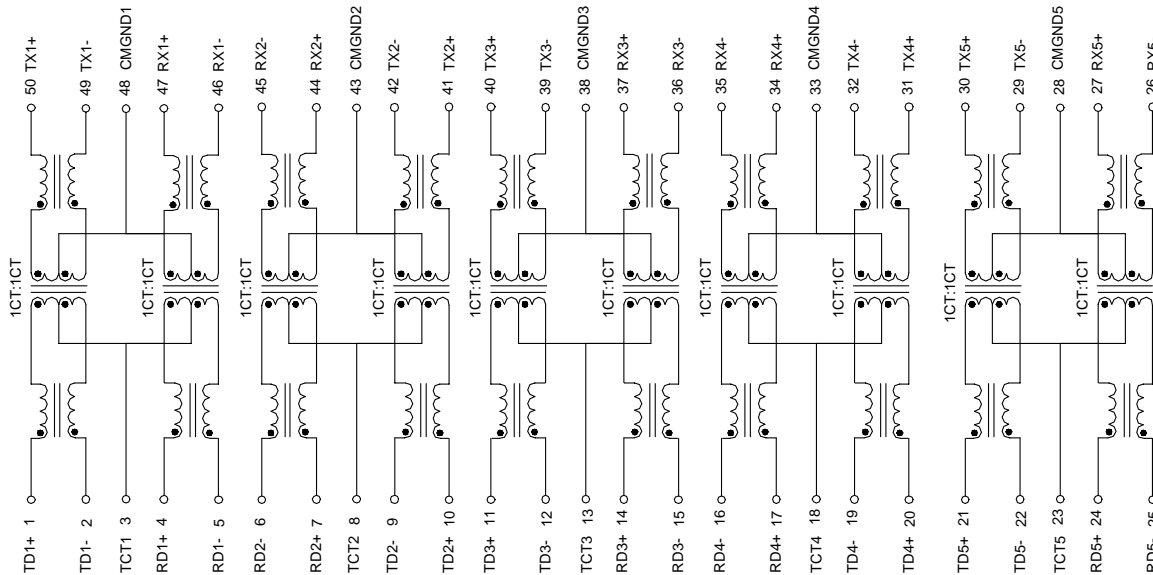 50 TX1+
49 TX1-
48 CMGND1
47 RX1+
46 RX1-
45 RX2-
44 RX2+
43 CMGND2
42 TX2-
41 TX2+
40 TX3+
39 TX3-
38 CMGND3
37 RX3+
36 RX3-
35 RX4-
34 RX4+
33 CMGND4
32 TX4-
31 TX4+
30 TX5+
29 TX5-
28 CMGND5
27 RX5+
26 RX5-
1CT:1CT
1CT:1CT
1CT:1CT
1CT:1CT
1CT:1CT
1CT:1CT
1CT:1CT
1CT:1CT
1CT:1CT
1CT:1CT
TD1+ 1
TD1- 2
TCT1 3
RD1+ 4
RD1- 5
RD2- 6
RD2+ 7
TCT2 8
TD2- 9
TD2+ 10
TD3+ 11
TD3- 12
TCT3 13
RD3+ 14
RD3- 15
RD4- 16
RD4+ 17
TCT4 18
TD4- 19
TD4+ 20
TD5+ 21
TD5- 22
TCT5 23
RD5+ 24
RD5- 25